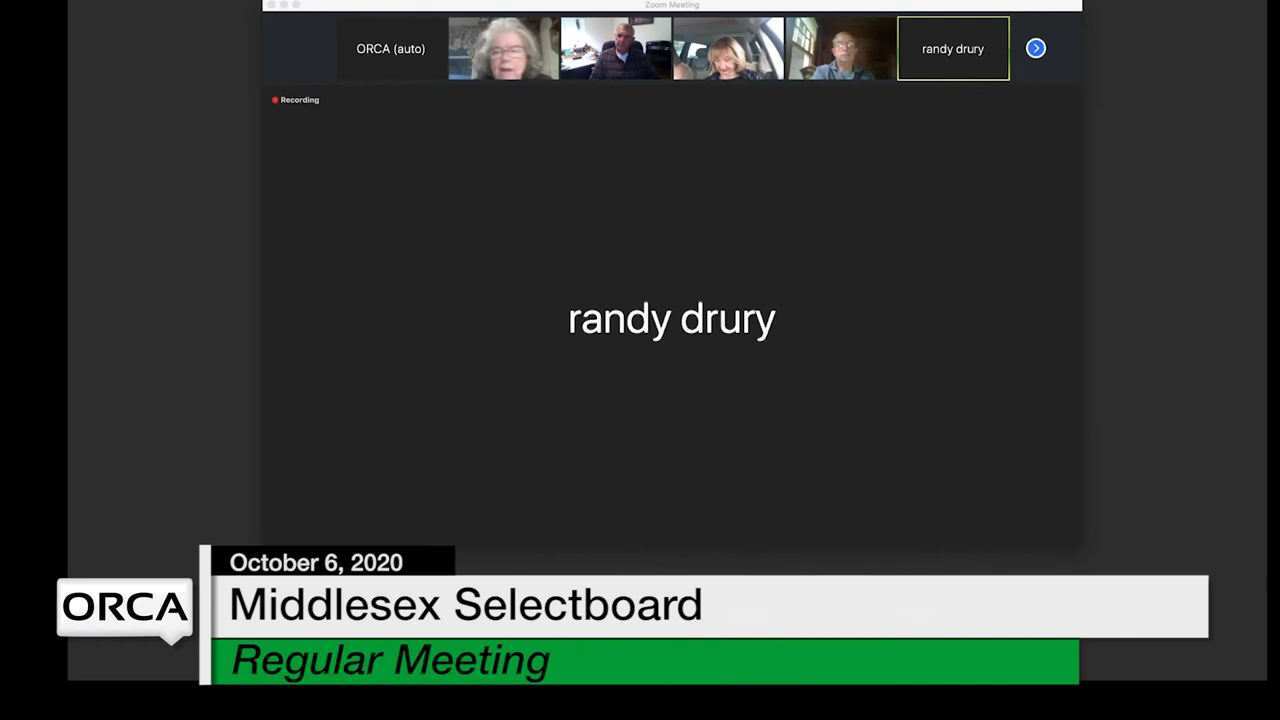 Zoom Meeting
ORCA (auto)
randy drury
Recording
randy drury
October 6, 2020
ORCA
Middlesex Selectboard
Regular Meeting